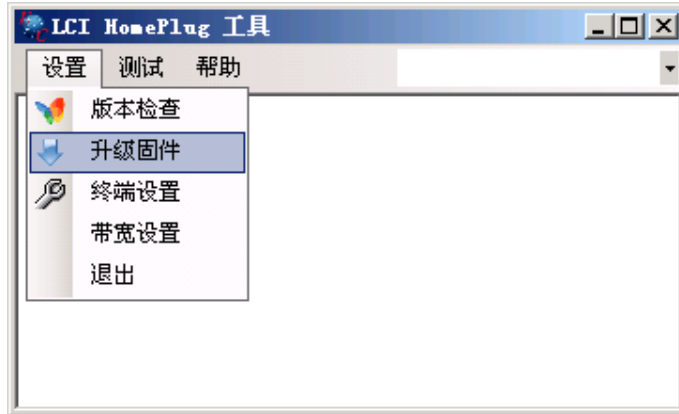 LCI HomePlug 工具
设置 测试 帮助
版本检查
升级固件
终端设置
带宽设置
退出